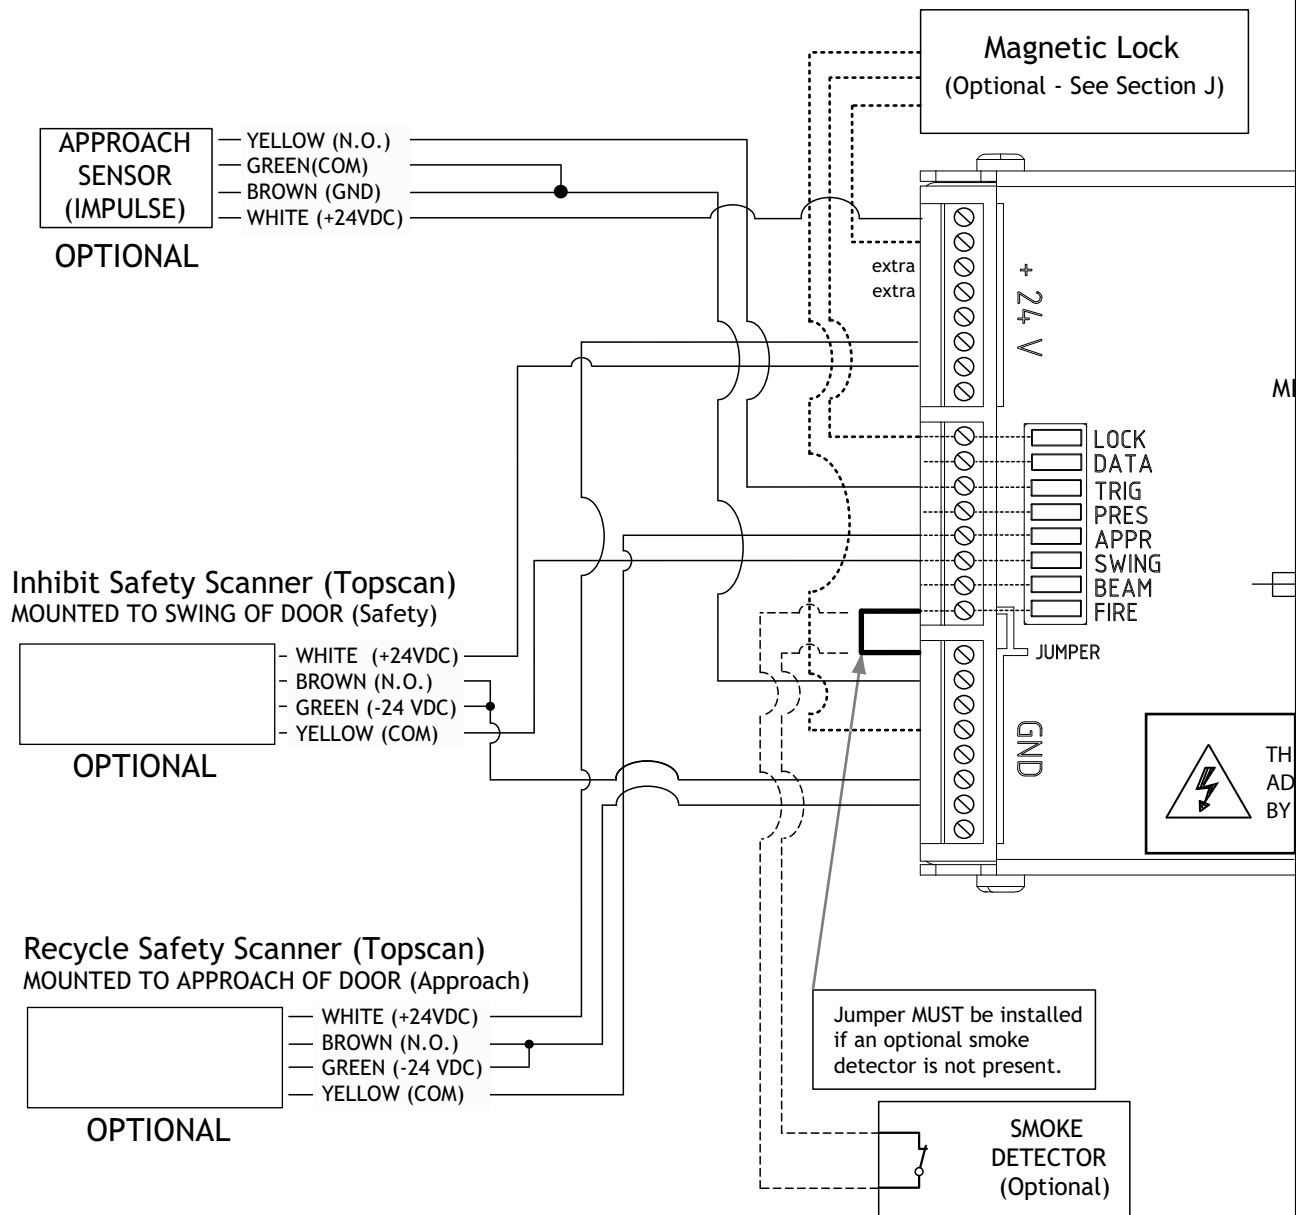 Magnetic Lock
(Optional - See Section J)
APPROACH
SENSOR
(IMPULSE)
OPTIONAL
YELLOW (N.O.)
GREEN(COM)
BROWN (GND)
WHITE (+24VDC)
extra
extra
+ 24 V
MI
LOCK
DATA
TRIG
PRES
APPR
SWING
BEAM
FIRE
JUMPER
GND
Inhibit Safety Scanner (Topscan)
MOUNTED TO SWING OF DOOR (Safety)
WHITE (+24VDC)
BROWN (N.O.)
GREEN (-24 VDC)
YELLOW (COM)
OPTIONAL
TH
AD
BY
Recycle Safety Scanner (Topscan)
MOUNTED TO APPROACH OF DOOR (Approach)
WHITE (+24VDC)
BROWN (N.O.)
GREEN (-24 VDC)
YELLOW (COM)
OPTIONAL
Jumper MUST be installed
if an optional smoke
detector is not present.
SMOKE
DETECTOR
(Optional)